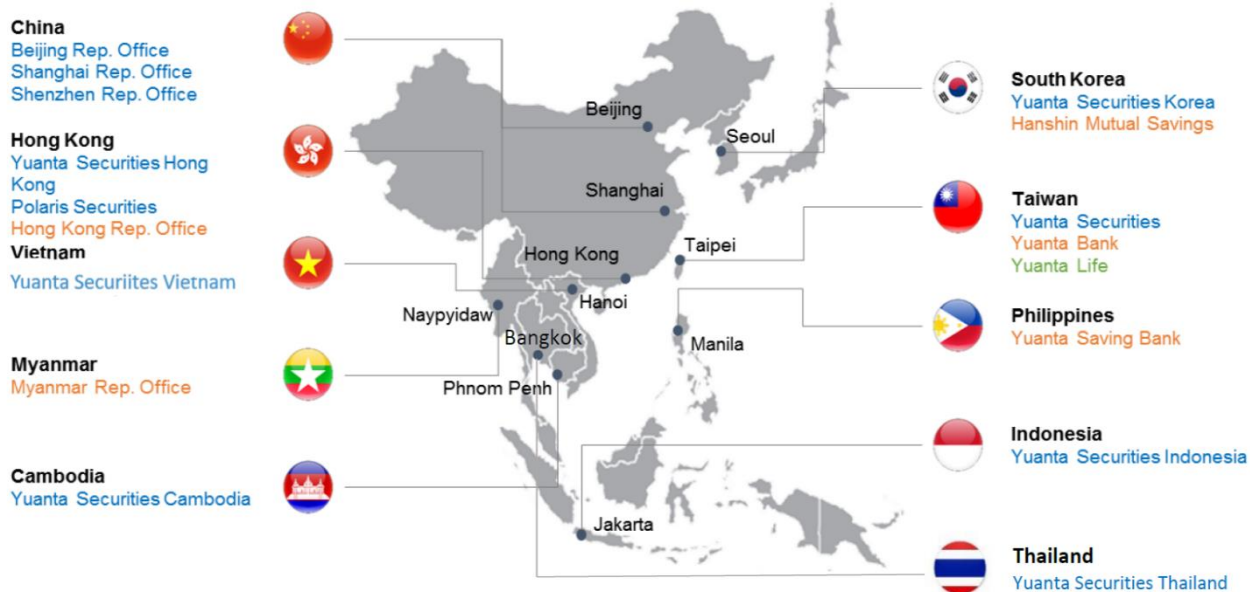 China
Beijing Rep. Office
Shanghai Rep. Office
Shenzhen Rep. Office
Hong Kong
Yuanta Securities Hong
Kong
Polaris Securities
Hong Kong Rep. Office
Vietnam
Yuanta Securiites Vietnam
Myanmar
Myanmar Rep. Office
Cambodia
Yuanta Securities Cambodia
Beijing
Seoul
Shanghai
Taipei
Hong Kong
Hanoi
Naypyidaw
Bangkok
Manila
Phnom Penh
Jakarta
South Korea
Yuanta Securities Korea
Hanshin Mutual Savings
Taiwan
Yuanta Securities
Yuanta Bank
Yuanta Life
Philippines
Yuanta Saving Bank
Indonesia
Yuanta Securities Indonesia
Thailand
Yuanta Securities Thailand